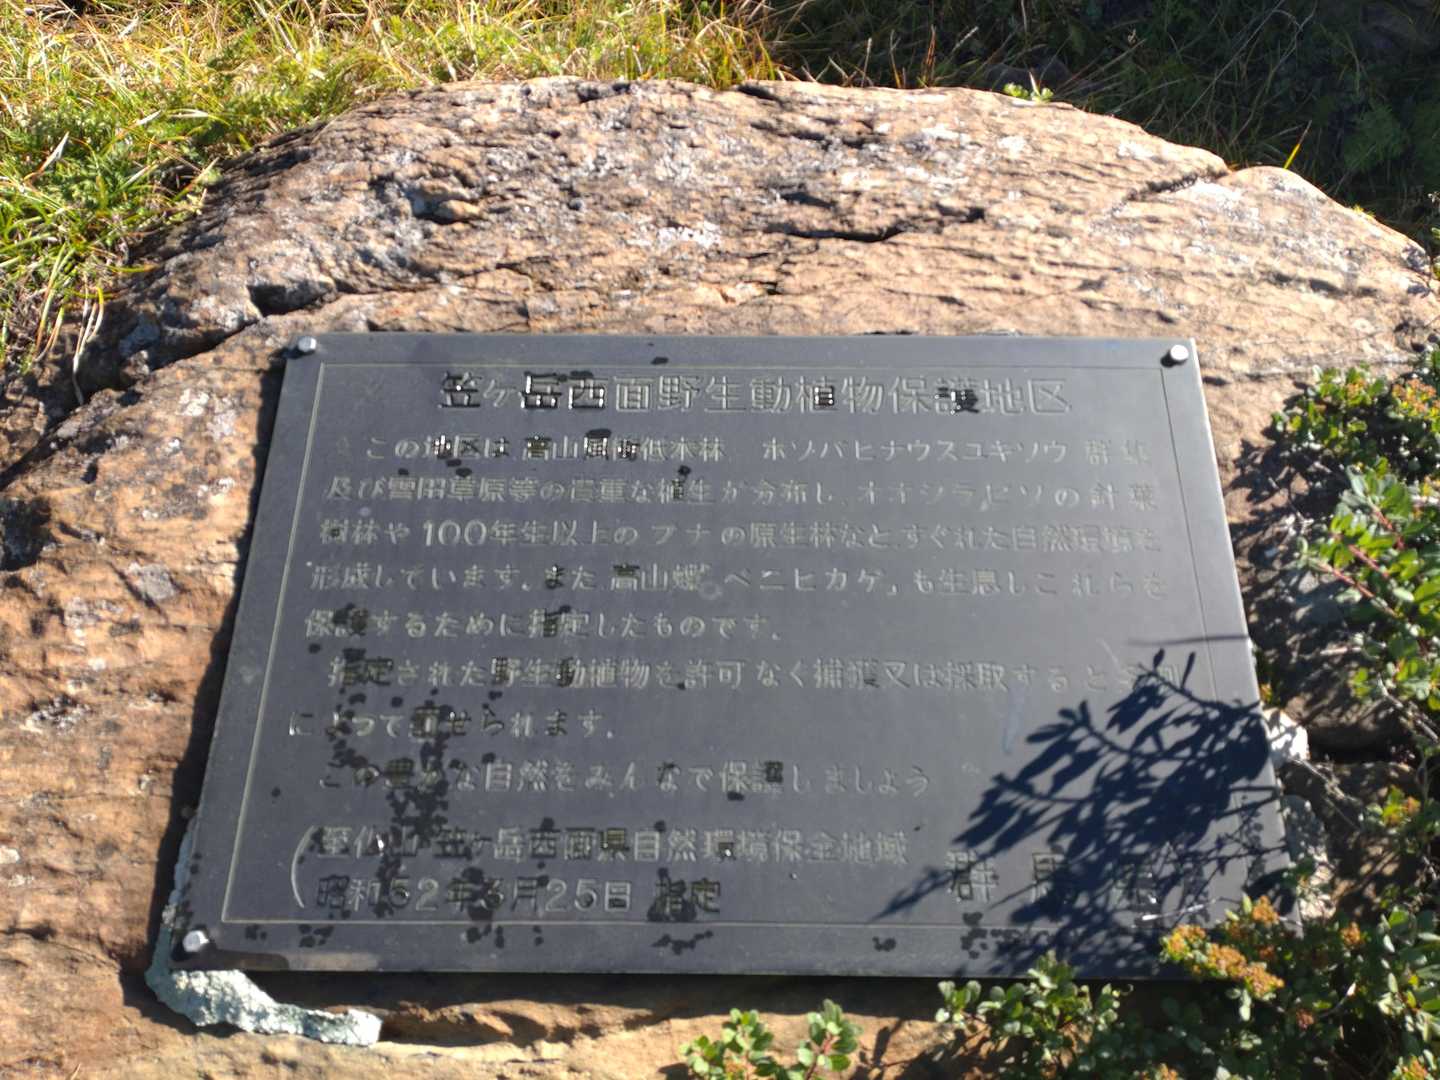 笠ヶ岳西面野生動植物保護地区
この地区は、高山風衝低木林、ホソバヒナウスユキソウ群集
及び雪田草原等の貴重な植生が分布し、オオシラビソの針葉
樹林や100年生以上のブナの原生林など、すぐれた自然環境を
形成しています。また、高山蝶「ベニヒカゲ」も生息しこれらを
保護するために指定したものです。
指定された野生動植物を許可なく捕獲又は採取すると条例
によって罰せられます。
この豊かな自然をみんなで保護しましょう
至仏山・笠ヶ岳西面県自然環境保全地域
昭和52年 月25日 指定
群馬県